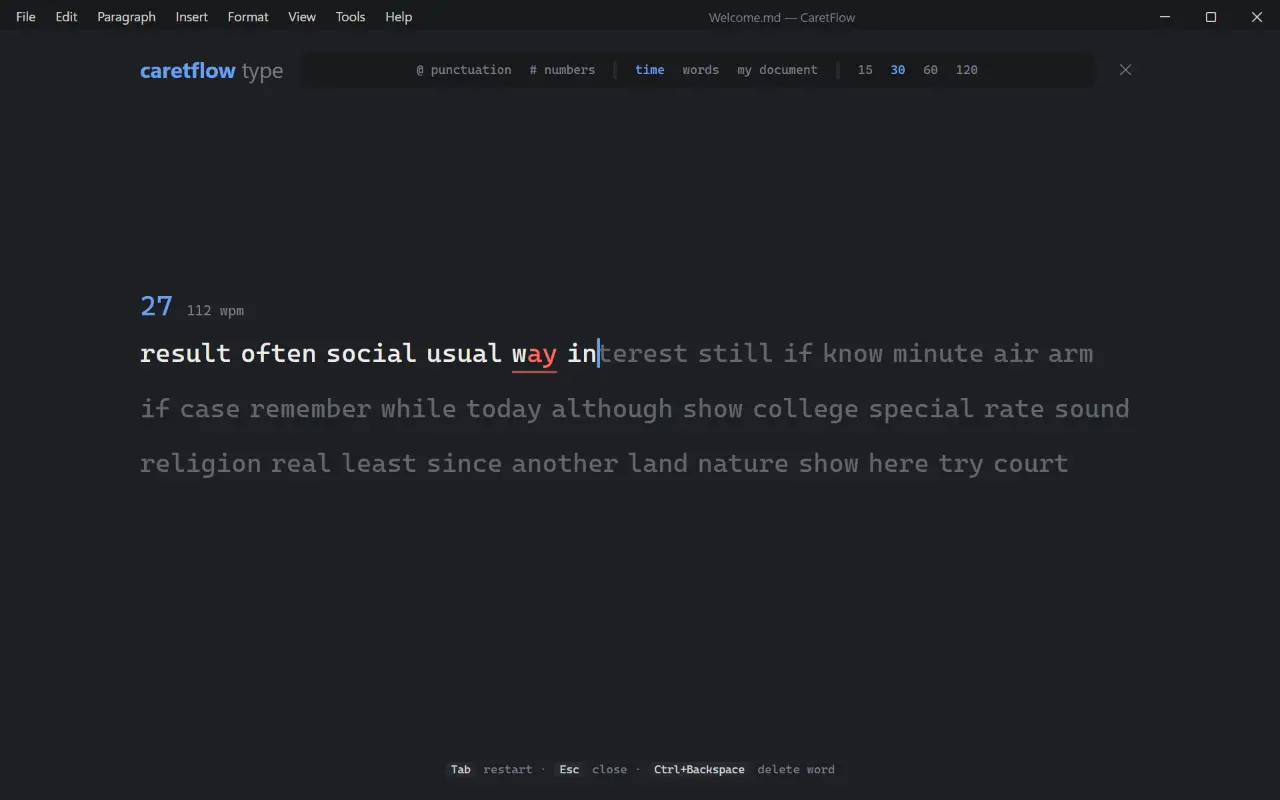 File Edit Paragraph Insert Format View Tools Help Welcome.md — CaretFlow
caretflow type @ punctuation # numbers time words my document 15 30 60 120
27 112 wpm
result often social usual way interest still if know minute air arm
if case remember while today although show college special rate sound
religion real least since another land nature show here try court
Tab restart · Esc close · Ctrl+Backspace delete word